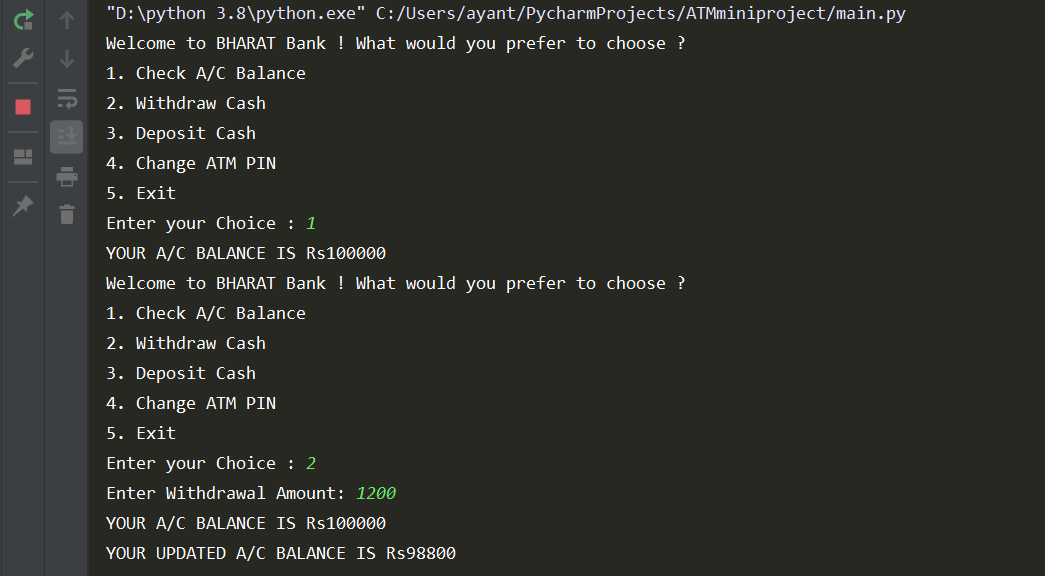 "D:\python 3.8\python.exe" C:/Users/ayant/PycharmProjects/ATMminiproject/main.py
Welcome to BHARAT Bank ! What would you prefer to choose ?
1. Check A/C Balance
2. Withdraw Cash
3. Deposit Cash
4. Change ATM PIN
5. Exit
Enter your Choice : 1
YOUR A/C BALANCE IS Rs100000
Welcome to BHARAT Bank ! What would you prefer to choose ?
1. Check A/C Balance
2. Withdraw Cash
3. Deposit Cash
4. Change ATM PIN
5. Exit
Enter your Choice : 2
Enter Withdrawal Amount: 1200
YOUR A/C BALANCE IS Rs100000
YOUR UPDATED A/C BALANCE IS Rs98800